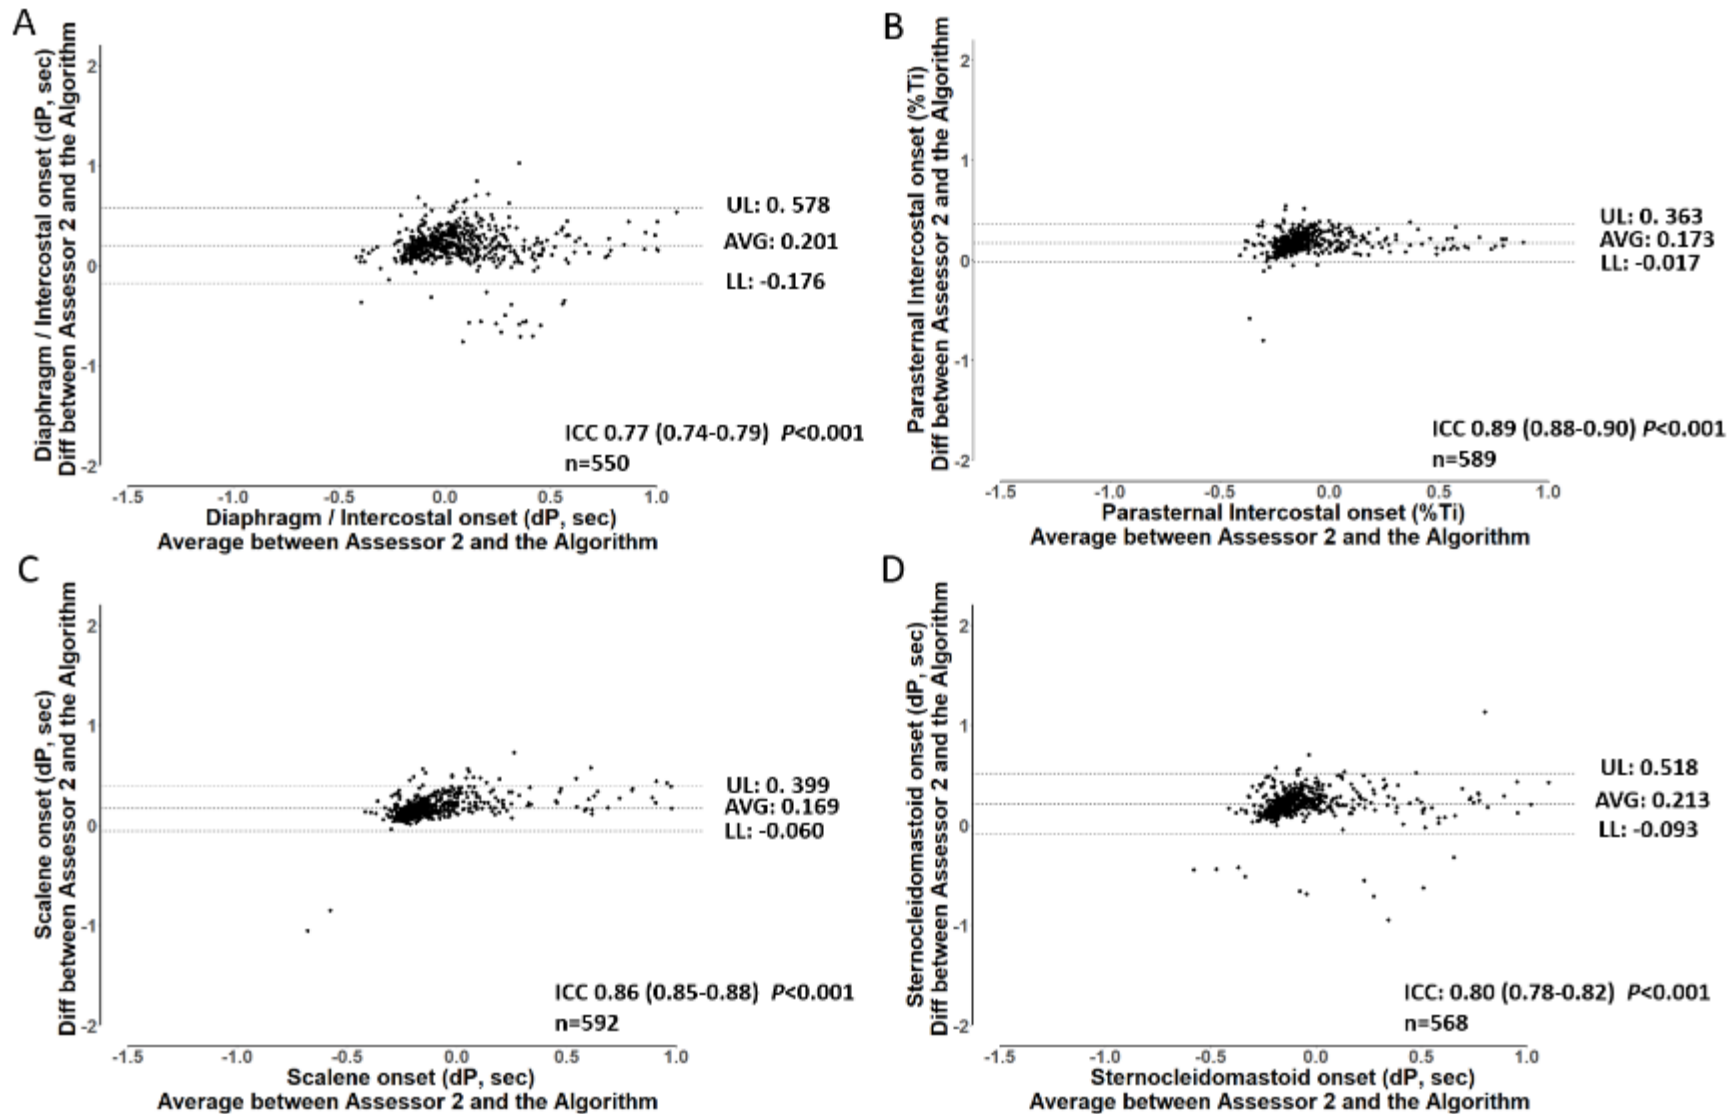 A
Diaphragm / Intercostal onset (dP, sec)
Diff between Assessor 2 and the Algorithm
2
1
0
-1
-2
UL: 0. 578
AVG: 0.201
LL: -0.176
ICC 0.77 (0.74-0.79) P<0.001
n=550
-1.5 -1.0 -0.5 0.0 0.5 1.0
Diaphragm / Intercostal onset (dP, sec)
Average between Assessor 2 and the Algorithm
B
Parasternal Intercostal onset (%Ti)
Diff between Assessor 2 and the Algorithm
2
1
0
-1
-2
UL: 0. 363
AVG: 0.173
LL: -0.017
ICC 0.89 (0.88-0.90) P<0.001
n=589
-1.5 -0.5 0.0 0.5 1.0
Parasternal Intercostal onset (%Ti)
Average between Assessor 2 and the Algorithm
C
Scalene onset (dP, sec)
Diff between Assessor 2 and the Algorithm
2
1
0
-1
-2
UL: 0. 399
AVG: 0.169
LL: -0.060
ICC 0.86 (0.85-0.88) P<0.001
n=592
-1.5 -0.5 0.0 0.5 1.0
Scalene onset (dP, sec)
Average between Assessor 2 and the Algorithm
D
Sternocleidomastoid onset (dP, sec)
Diff between Assessor 2 and the Algorithm
2
1
0
-1
-2
UL: 0.518
AVG: 0.213
LL: -0.093
ICC: 0.80 (0.78-0.82) P<0.001
n=568
-1.5 -1.0 -0.5 0.0 0.5 1.0
Sternocleidomastoid onset (dP, sec)
Average between Assessor 2 and the Algorithm